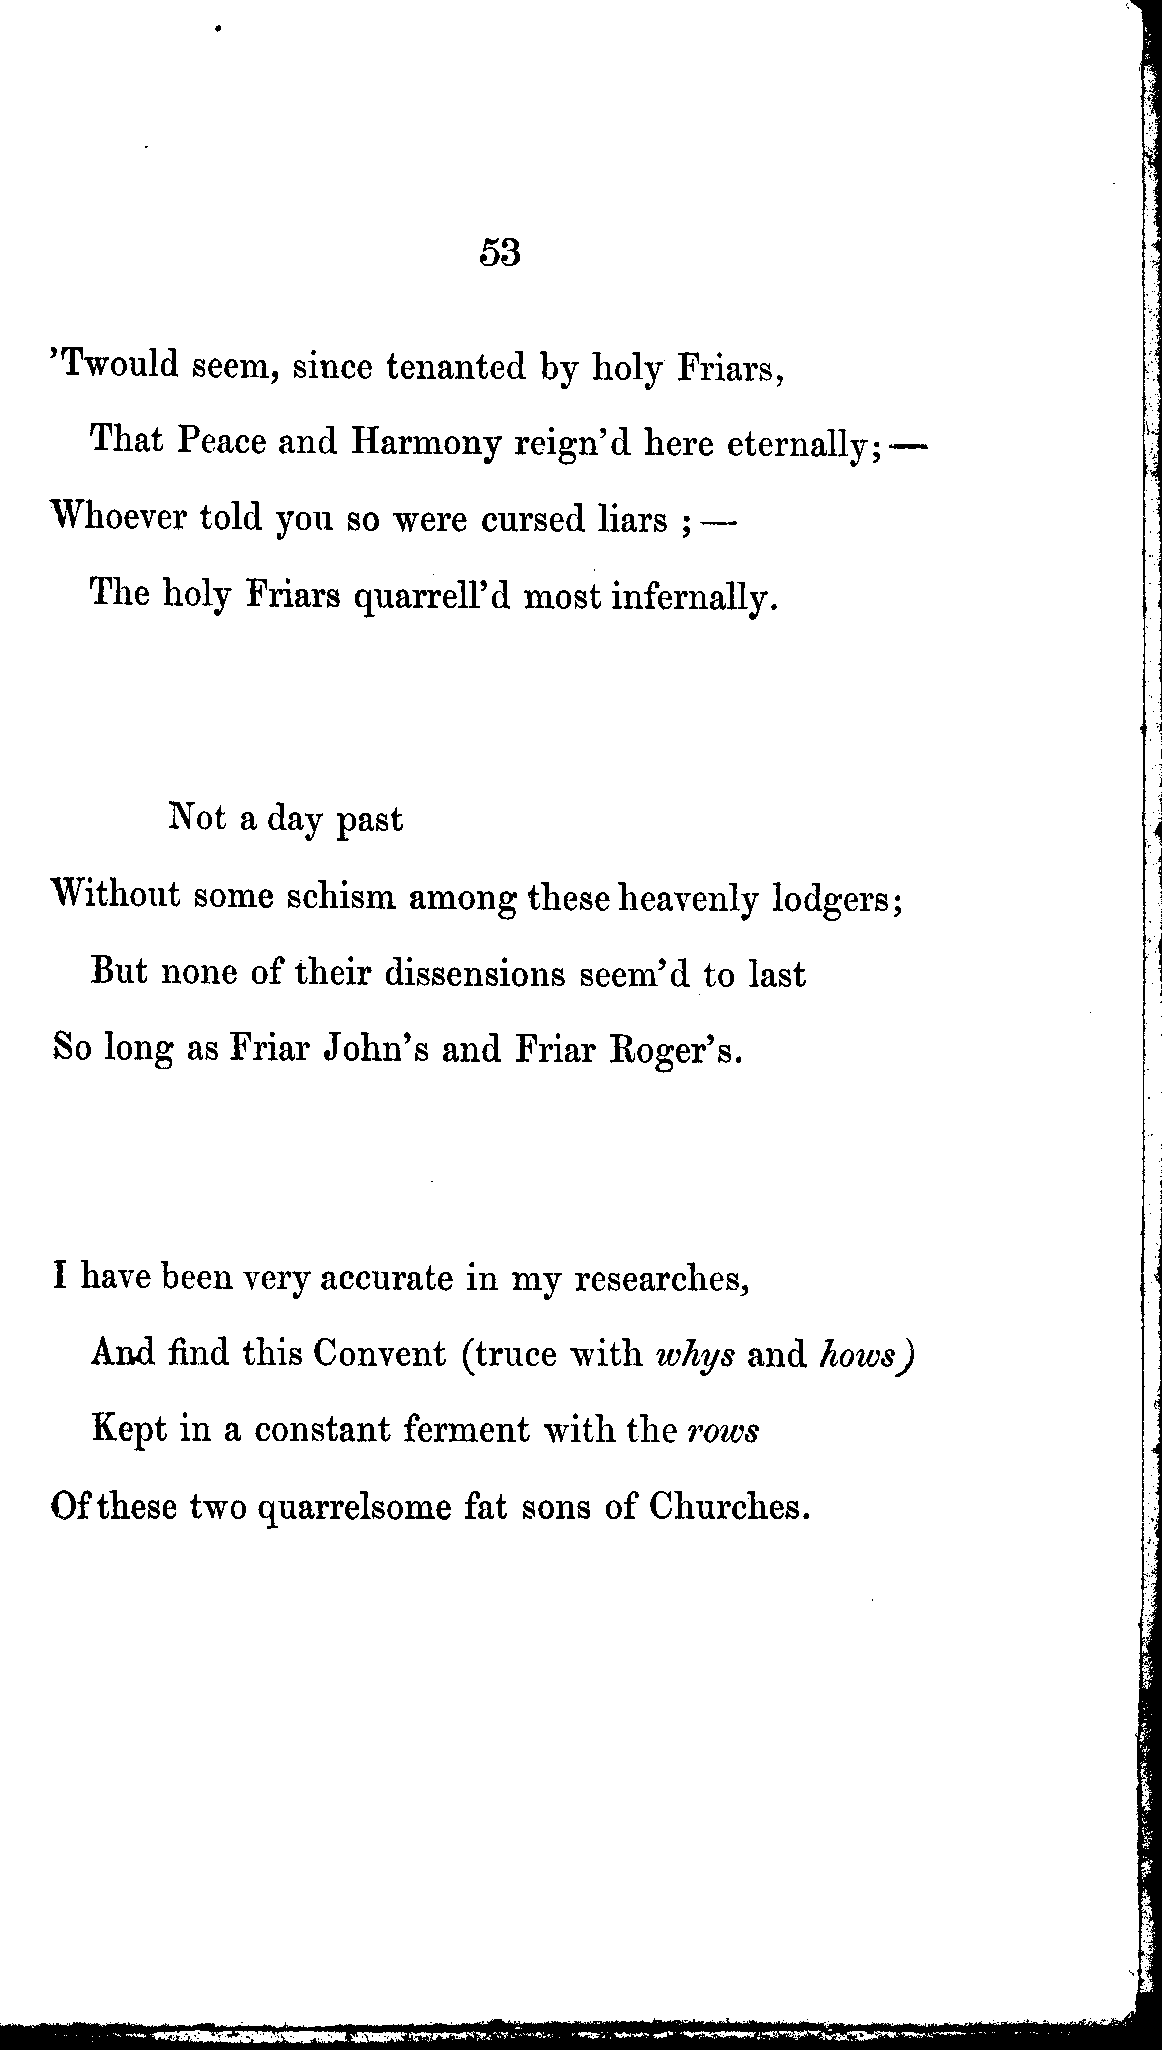 53
’Twould seem, since tenanted by holy Friars,
That Peace and Harmony reign’d here eternally; —
Whoever told you so were cursed liars ; —
The holy Friars quarrell’d most infernally.
Not a day past
Without some schism among these heavenly lodgers;
But none of their dissensions seem’d to last
So long as Friar John’s and Friar Roger’s.
I have been very accurate in my researches,
And find this Convent (truce with whys and hows)
Kept in a constant ferment with the rows
Of these two quarrelsome fat sons of Churches.